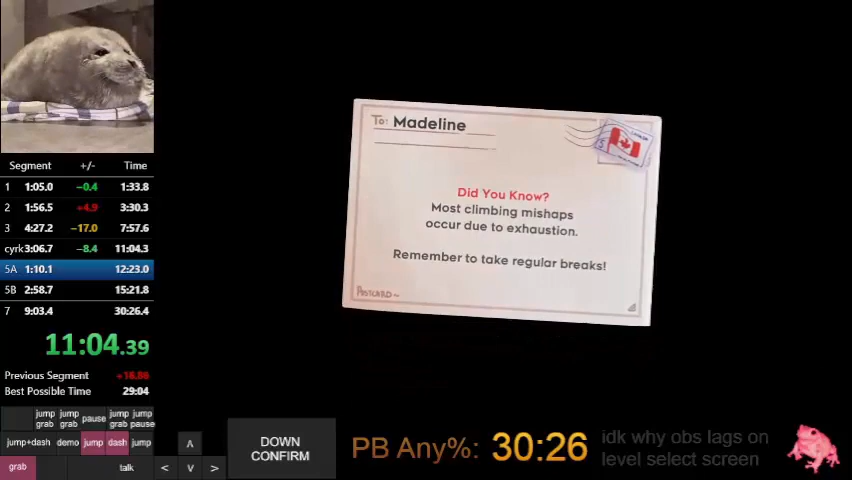 To: Madeline
CANADA
5
Did You Know?
Most climbing mishaps
occur due to exhaustion.
Remember to take regular breaks!
POSTCARD~
Segment +/- Time
1 1:05.0 −0.4 1:33.8
2 1:56.5 +4.9 3:30.3
3 4:27.2 −17.0 7:57.6
cyrk 3:06.7 −8.4 11:04.3
5A 1:10.1 12:23.0
5B 2:58.7 15:21.8
7 9:03.4 30:26.4
11:04.39
Previous Segment +18.88
Best Possible Time 29:04
jump grab jump grab pause jump grab jump pause
jump+dash demo jump dash jump ʌ
grab talk < v >
DOWN
CONFIRM
PB Any%: 30:26
idk why obs lags on
level select screen